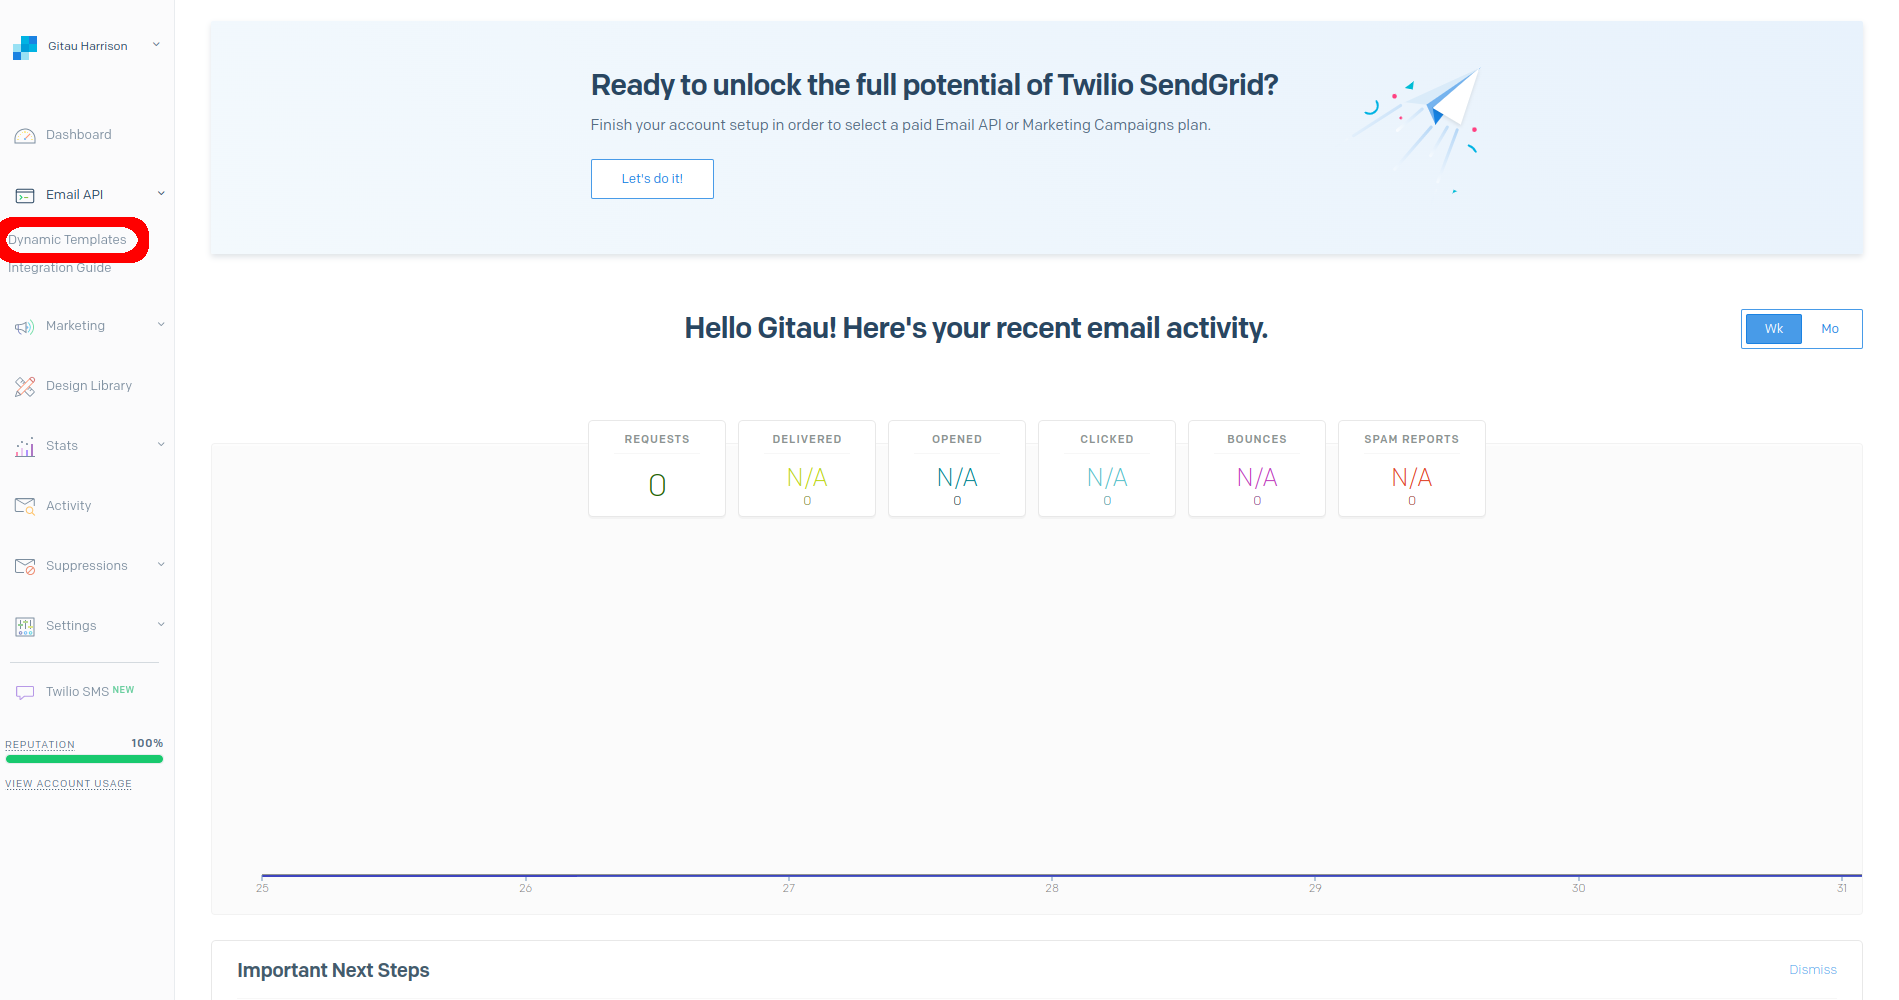 Gitau Harrison
Dashboard
Email API
Dynamic Templates
Integration Guide
Marketing
Design Library
Stats
Activity
Suppressions
Settings
Twilio SMS NEW
REPUTATION 100%
VIEW ACCOUNT USAGE
Ready to unlock the full potential of Twilio SendGrid?
Finish your account setup in order to select a paid Email API or Marketing Campaigns plan.
Let's do it!
Hello Gitau! Here's your recent email activity.
Wk Mo
REQUESTS DELIVERED OPENED CLICKED BOUNCES SPAM REPORTS
0 N/A N/A N/A N/A N/A
0 0 0 0 0
25 26 27 28 29 30 31
Important Next Steps Dismiss